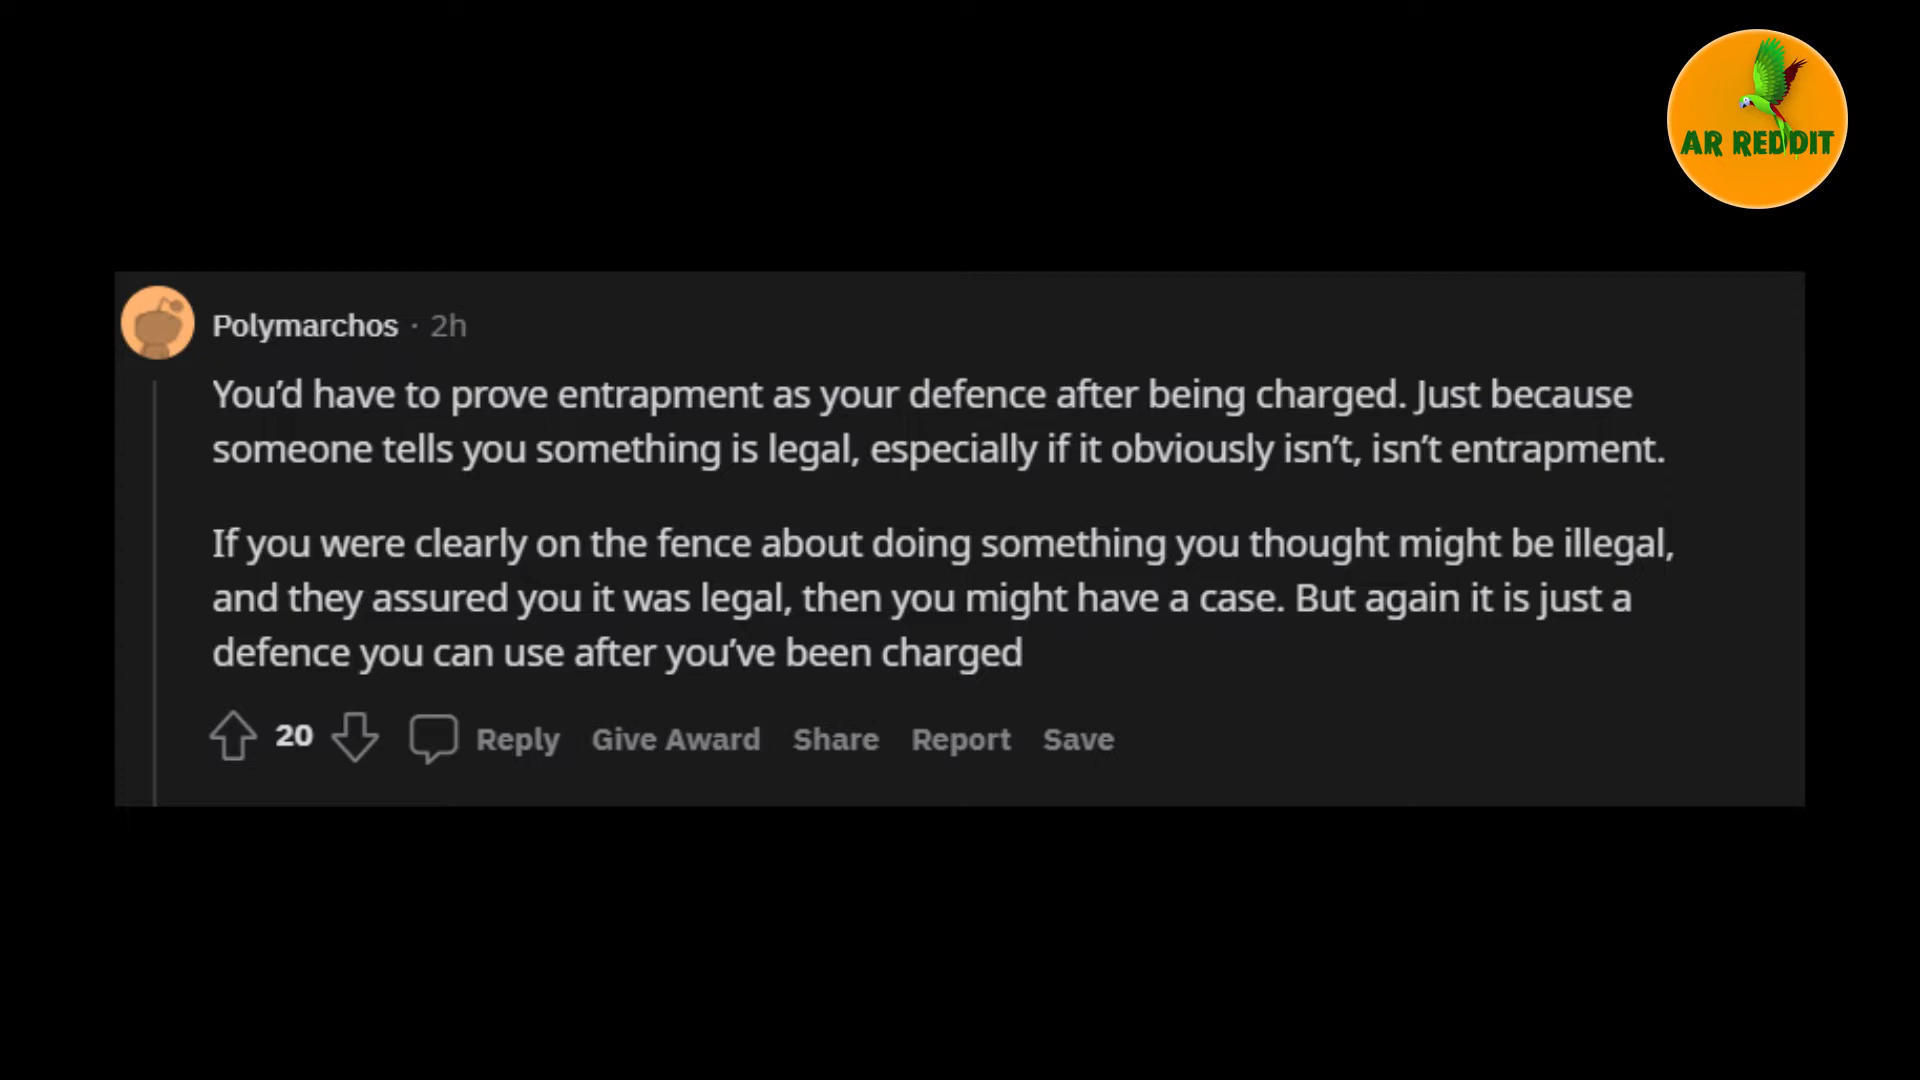 AR REDDIT
Polymarchos · 2h
You’d have to prove entrapment as your defence after being charged. Just because
someone tells you something is legal, especially if it obviously isn’t, isn’t entrapment.
If you were clearly on the fence about doing something you thought might be illegal,
and they assured you it was legal, then you might have a case. But again it is just a
defence you can use after you’ve been charged
20 Reply Give Award Share Report Save